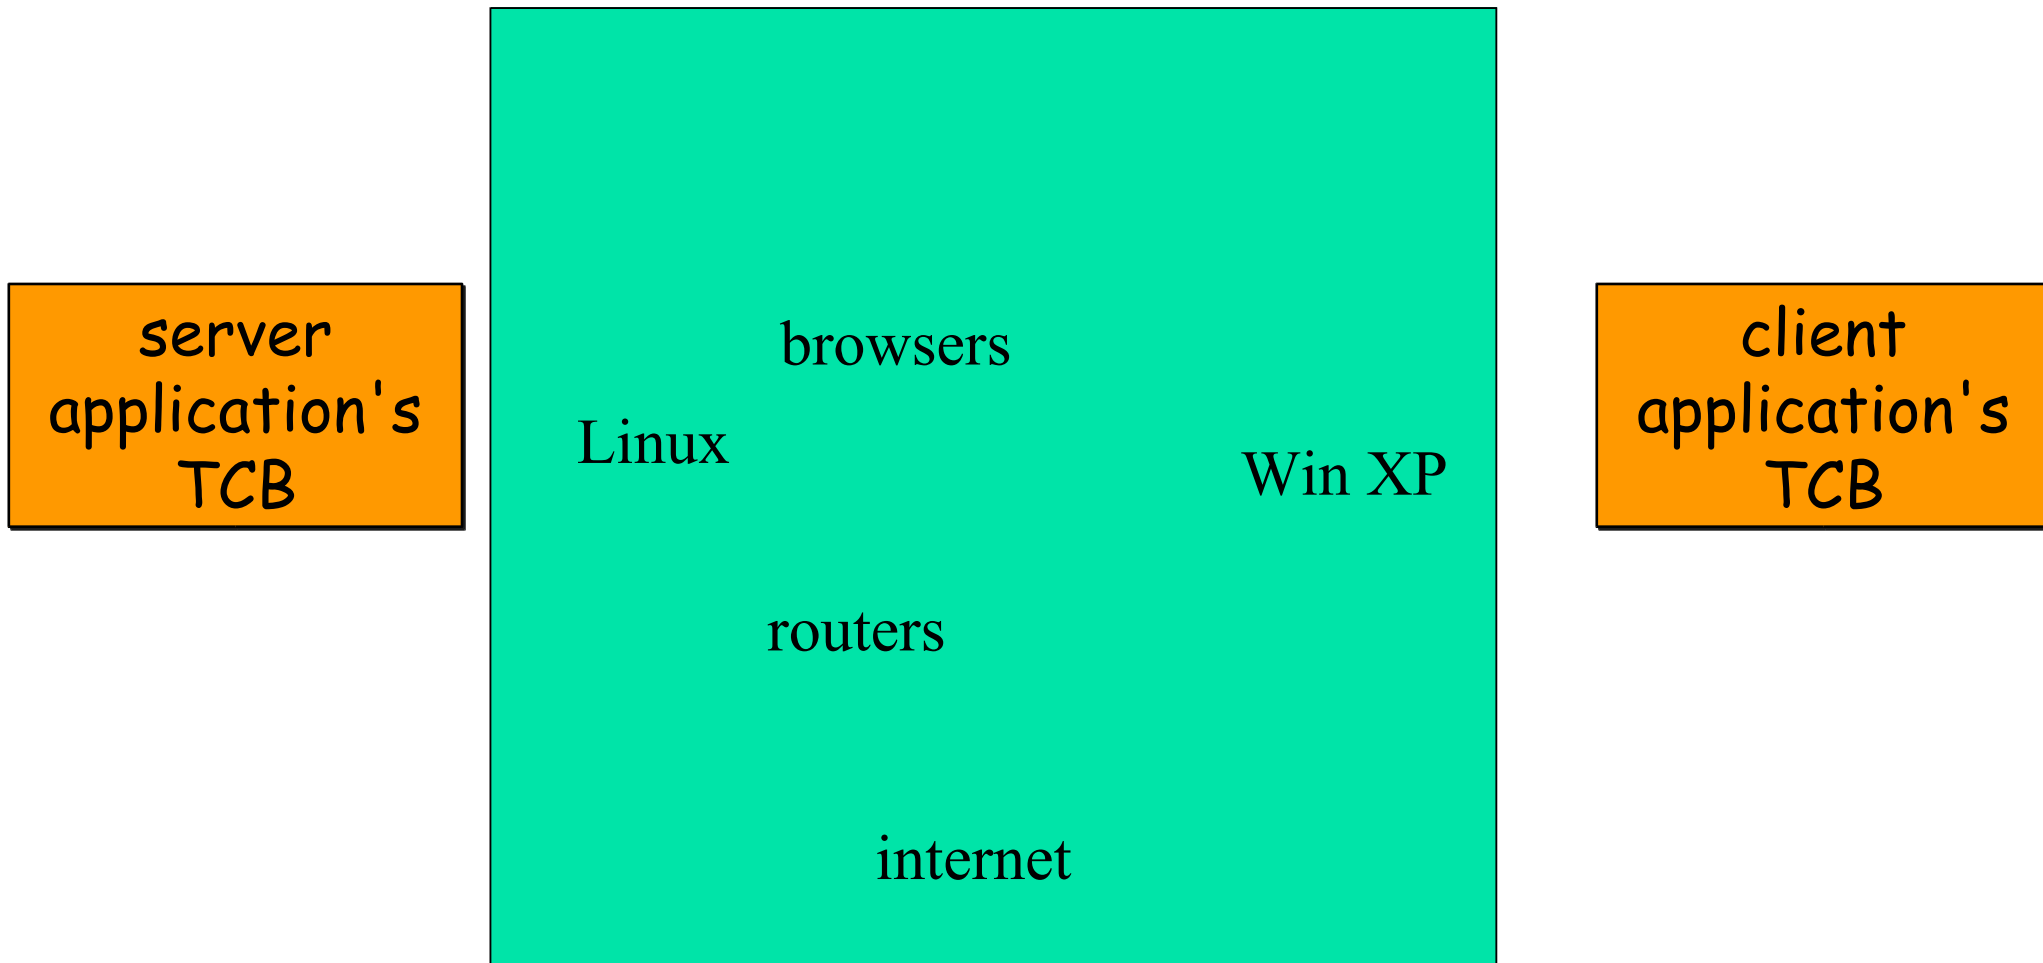 server
application's
TCB
browsers
Linux
Win XP
routers
internet
client
application's
TCB